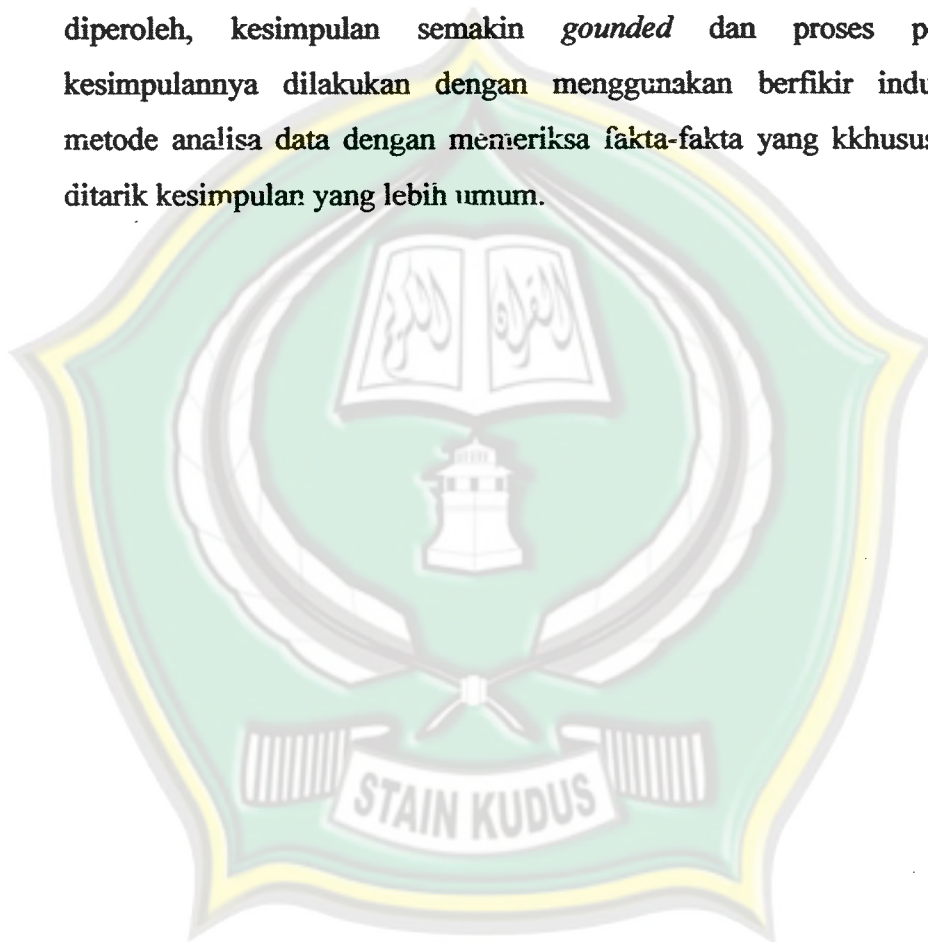 diperoleh, kesimpulan semakin gounded dan proses p
kesimpulannya dilakukan dengan menggunakan berfikir indu
metode analisa data dengan memeriksa fakta-fakta yang kkhusus
ditarik kesimpulan yang lebih umum.
STAIN KUDUS